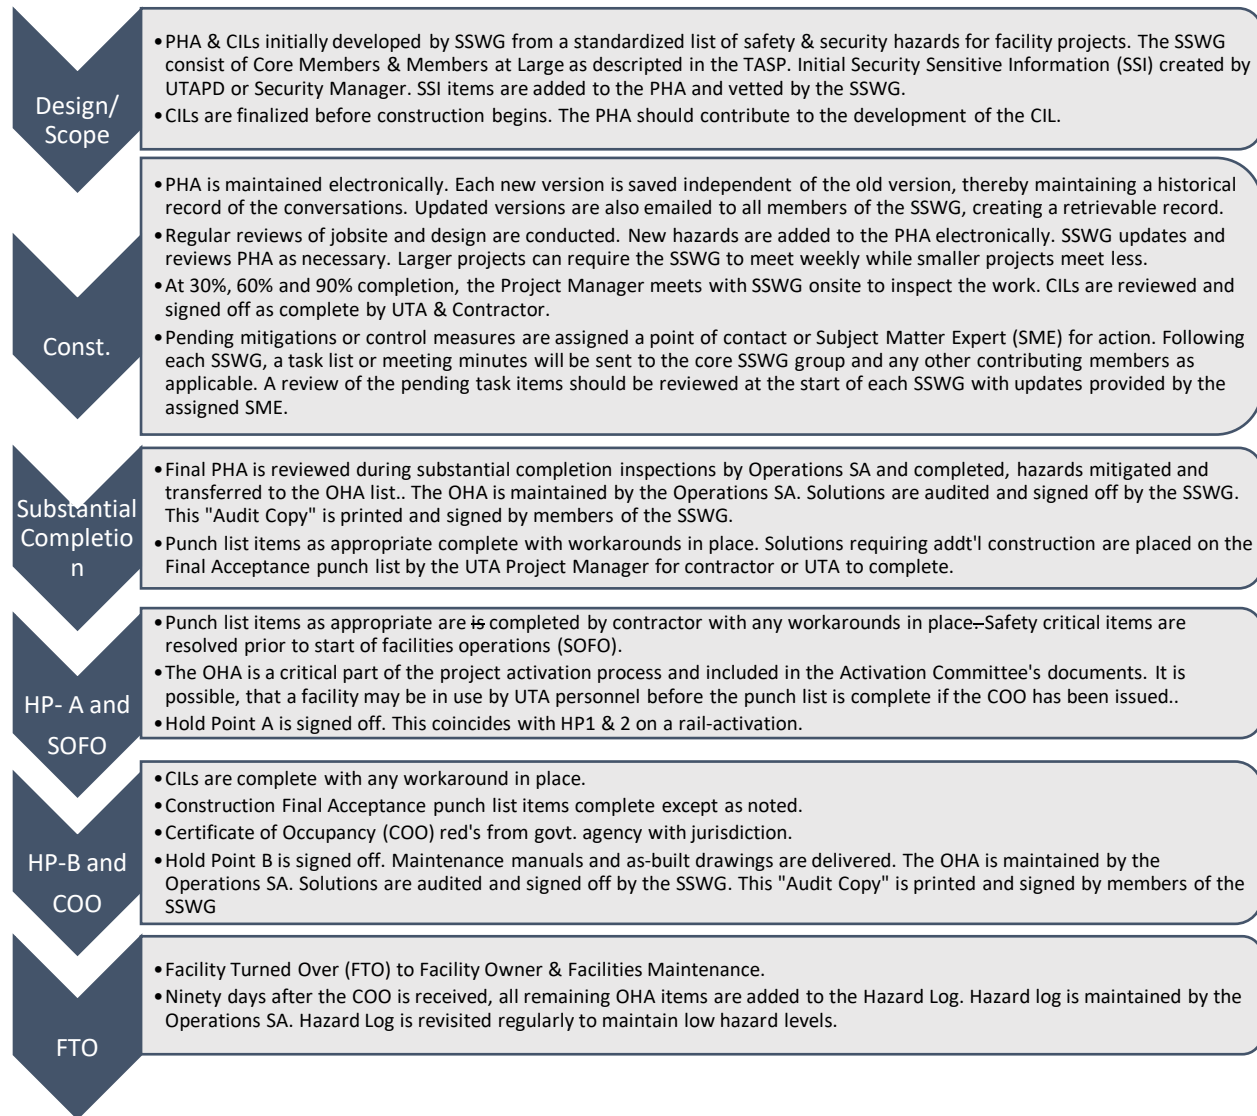 Design/
Scope
•PHA & CILs initially developed by SSWG from a standardized list of safety & security hazards for facility projects. The SSWG
consist of Core Members & Members at Large as descripted in the TASP. Initial Security Sensitive Information (SSI) created by
UTAPD or Security Manager. SSI items are added to the PHA and vetted by the SSWG.
•CILs are finalized before construction begins. The PHA should contribute to the development of the CIL.
Const.
•PHA is maintained electronically. Each new version is saved independent of the old version, thereby maintaining a historical
record of the conversations. Updated versions are also emailed to all members of the SSWG, creating a retrievable record.
•Regular reviews of jobsite and design are conducted. New hazards are added to the PHA electronically. SSWG updates and
reviews PHA as necessary. Larger projects can require the SSWG to meet weekly while smaller projects meet less.
•At 30%, 60% and 90% completion, the Project Manager meets with SSWG onsite to inspect the work. CILs are reviewed and
signed off as complete by UTA & Contractor.
•Pending mitigations or control measures are assigned a point of contact or Subject Matter Expert (SME) for action. Following
each SSWG, a task list or meeting minutes will be sent to the core SSWG group and any other contributing members as
applicable. A review of the pending task items should be reviewed at the start of each SSWG with updates provided by the
assigned SME.
Substantial
Completio
n
•Final PHA is reviewed during substantial completion inspections by Operations SA and completed, hazards mitigated and
transferred to the OHA list.. The OHA is maintained by the Operations SA. Solutions are audited and signed off by the SSWG.
This "Audit Copy" is printed and signed by members of the SSWG.
•Punch list items as appropriate complete with workarounds in place. Solutions requiring addt'l construction are placed on the
Final Acceptance punch list by the UTA Project Manager for contractor or UTA to complete.
HP- A and
SOFO
•Punch list items as appropriate are is completed by contractor with any workarounds in place. Safety critical items are
resolved prior to start of facilities operations (SOFO).
•The OHA is a critical part of the project activation process and included in the Activation Committee's documents. It is
possible, that a facility may be in use by UTA personnel before the punch list is complete if the COO has been issued..
•Hold Point A is signed off. This coincides with HP1 & 2 on a rail-activation.
HP-B and
COO
•CILs are complete with any workaround in place.
•Construction Final Acceptance punch list items complete except as noted.
•Certificate of Occupancy (COO) red's from govt. agency with jurisdiction.
•Hold Point B is signed off. Maintenance manuals and as-built drawings are delivered. The OHA is maintained by the
Operations SA. Solutions are audited and signed off by the SSWG. This "Audit Copy" is printed and signed by members of the
SSWG
FTO
•Facility Turned Over (FTO) to Facility Owner & Facilities Maintenance.
•Ninety days after the COO is received, all remaining OHA items are added to the Hazard Log. Hazard log is maintained by the
Operations SA. Hazard Log is revisited regularly to maintain low hazard levels.